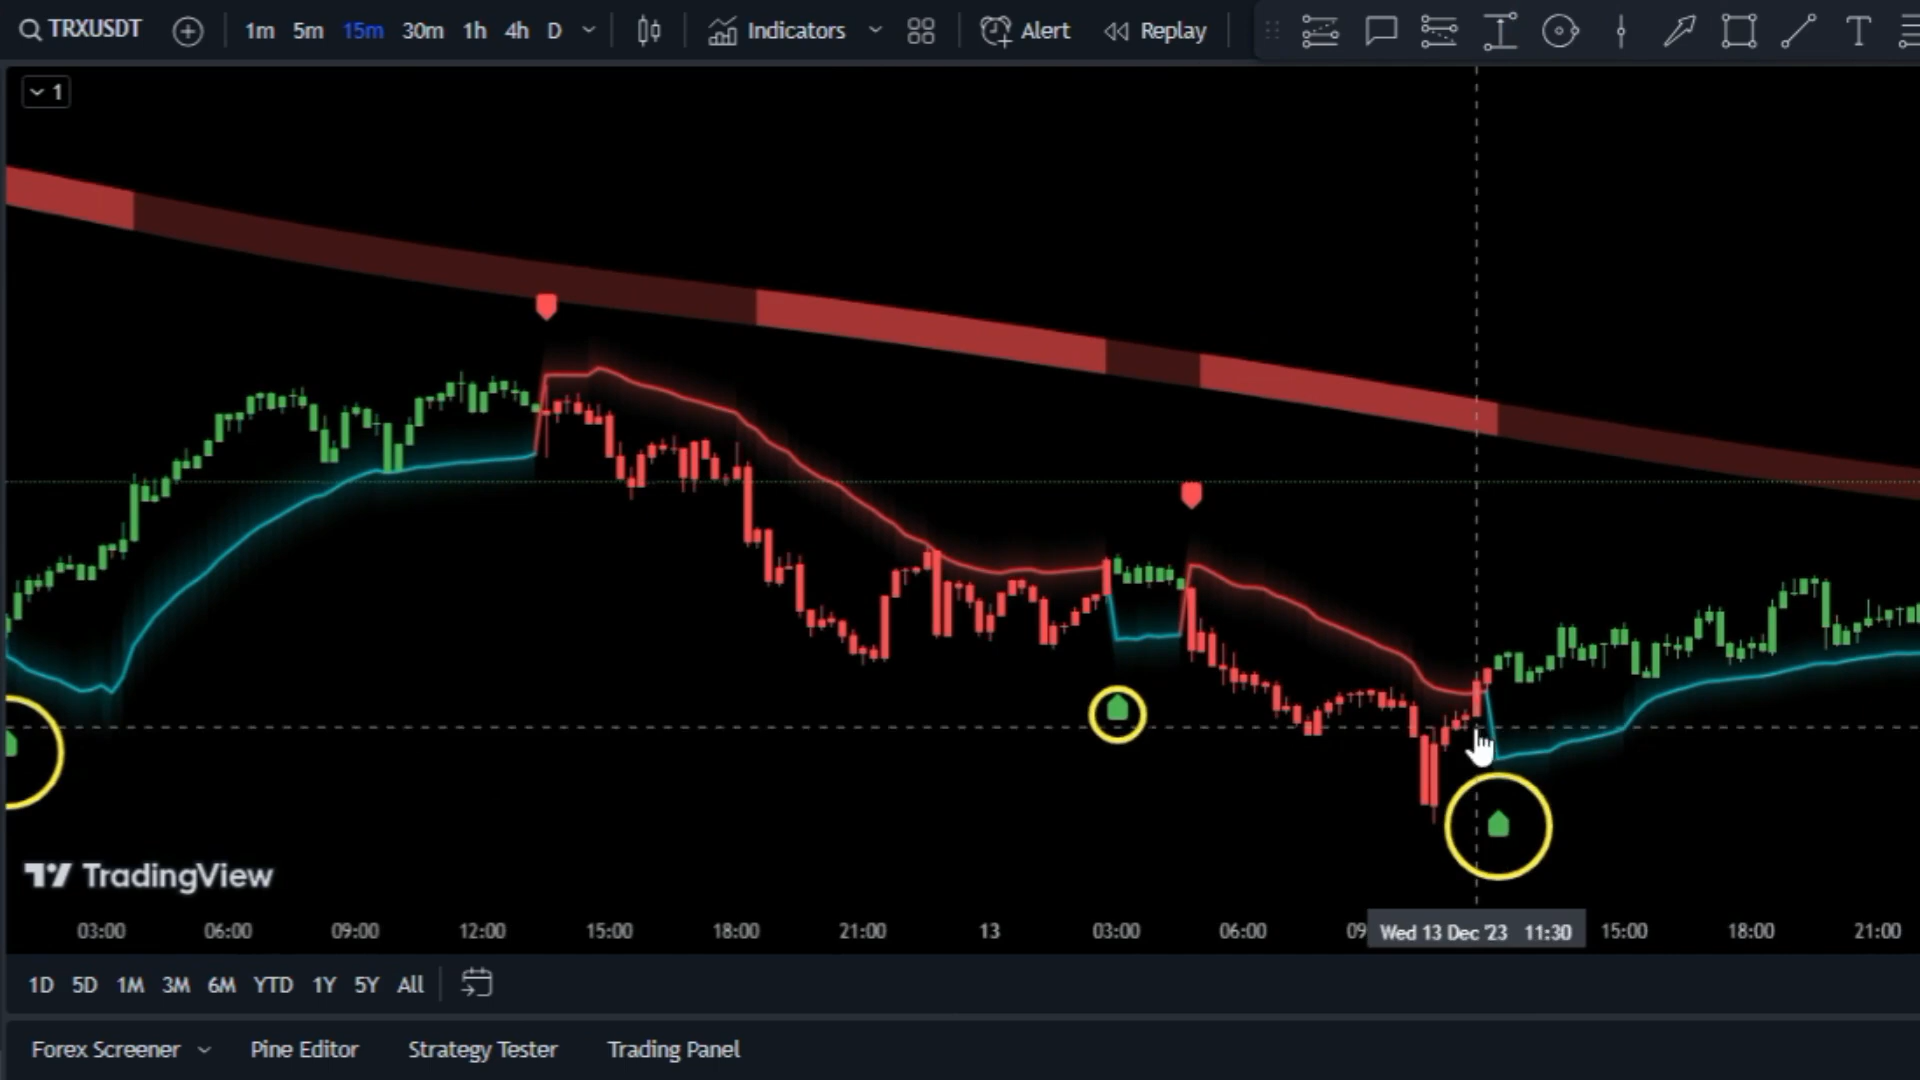 TRXUSDT 1m 5m 15m 30m 1h 4h D Indicators Alert Replay
1
TradingView
03:00 06:00 09:00 12:00 15:00 18:00 21:00 13 03:00 06:00 09 Wed 13 Dec '23 11:30 15:00 18:00 21:00
1D 5D 1M 3M 6M YTD 1Y 5Y All
Forex Screener Pine Editor Strategy Tester Trading Panel